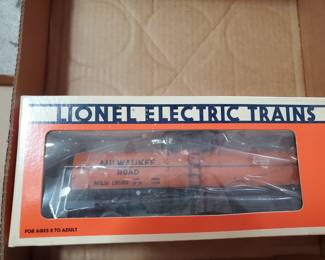 LIONEL ELECTRIC TRAINS
MILWAUKEE
ROAD
FOR AGES 8 TO ADULT